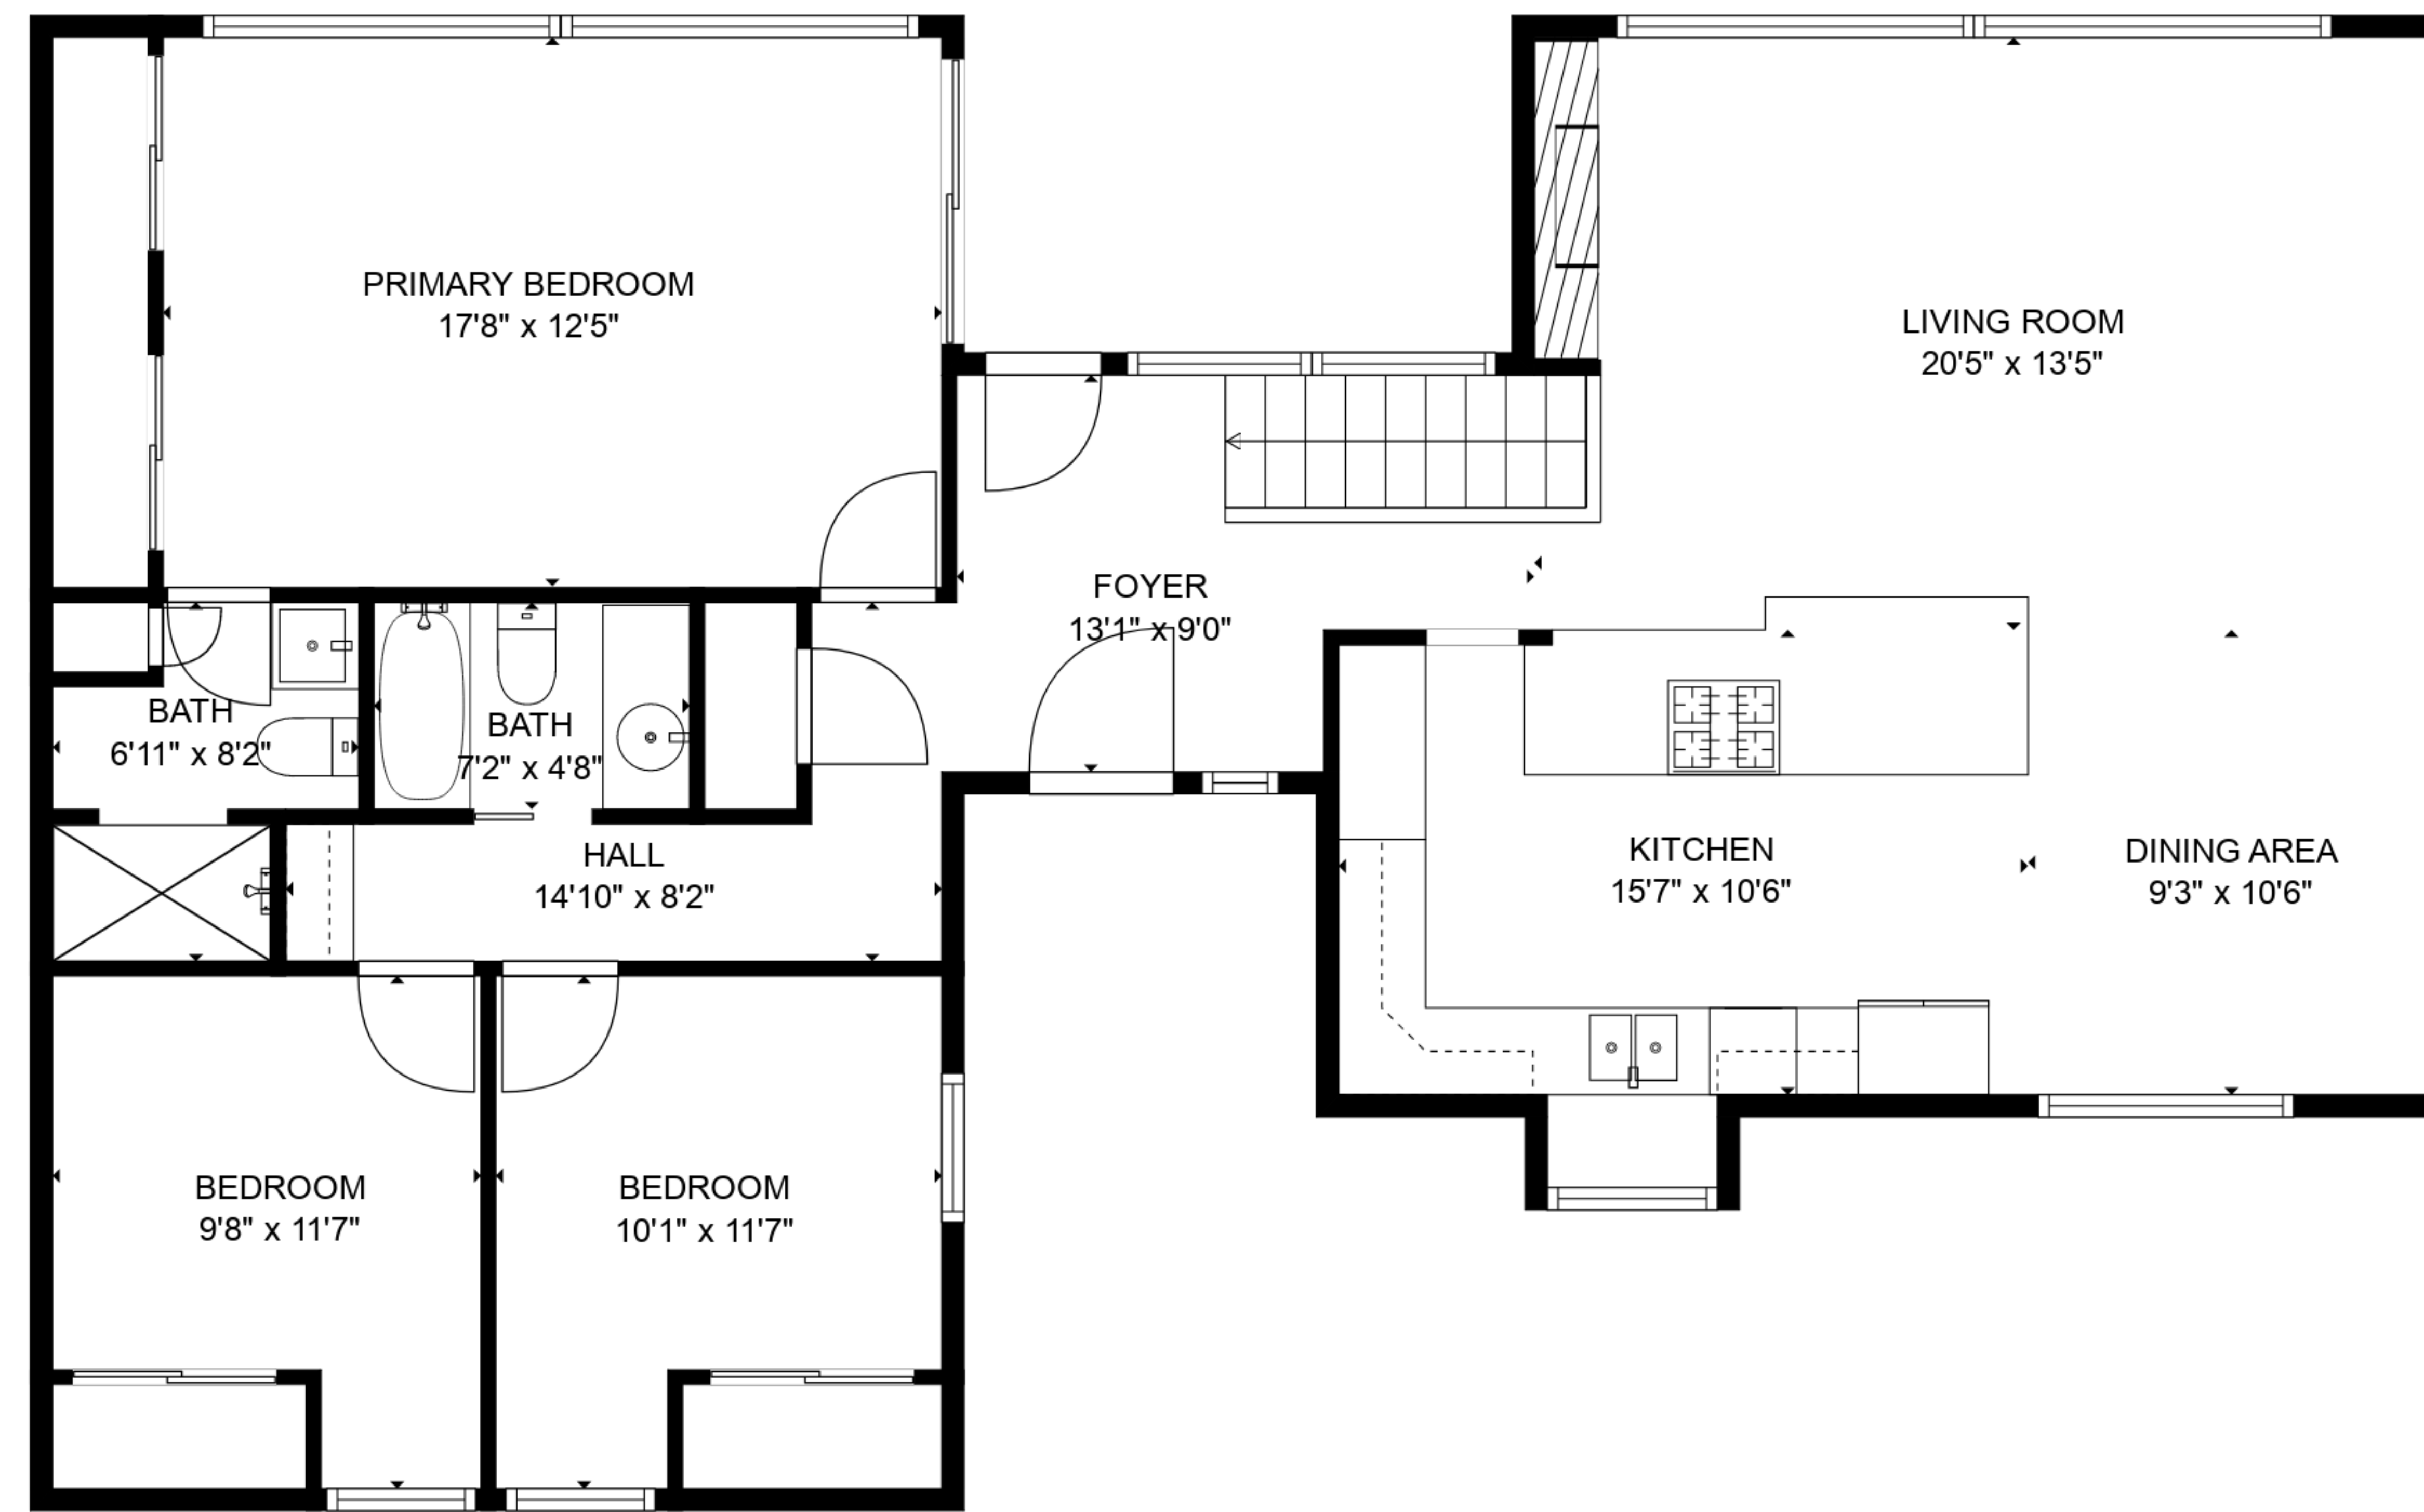 PRIMARY BEDROOM
17'8" x 12'5"
LIVING ROOM
20'5" x 13'5"
FOYER
13'1" x 9'0"
BATH
6'11" x 8'2"
BATH
7'2" x 4'8"
HALL
14'10" x 8'2"
KITCHEN
15'7" x 10'6"
DINING AREA
9'3" x 10'6"
BEDROOM
9'8" x 11'7"
BEDROOM
10'1" x 11'7"